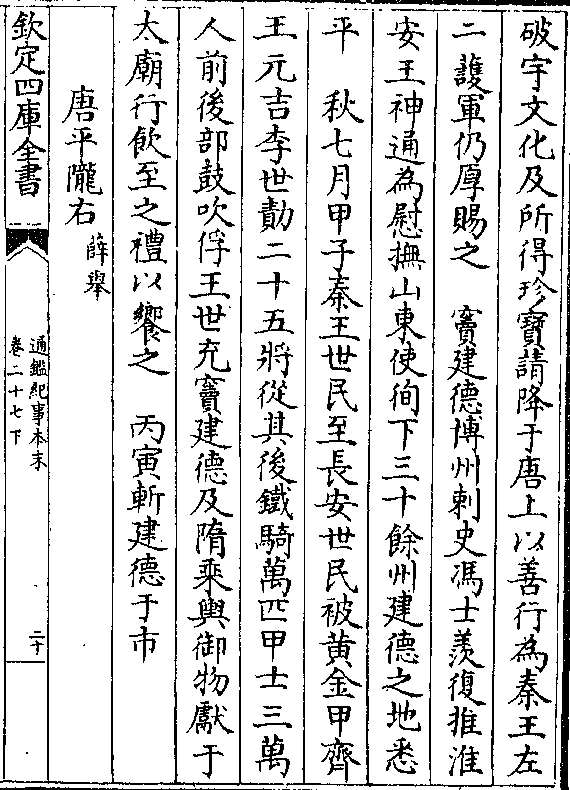 破宇文化及所得珍寶請降于唐上以善行為秦王左
二護軍仍厚賜之　竇建德博州刺史馮士羨復推淮
安王神通為慰撫山東使徇下三十餘州建德之地悉
平　秋七月甲子秦王世民至長安世民被黄金甲齊
王元吉李世勣二十五將從其後鐵騎萬匹甲士三萬
人前後部鼓吹俘王世充竇建德及隋乘輿御物獻于
太廟行飲至之禮以饗之　丙寅斬建德于市
唐平隴右 薛舉
欽定四庫全書
通鑑紀事本末
卷二十七下
二十